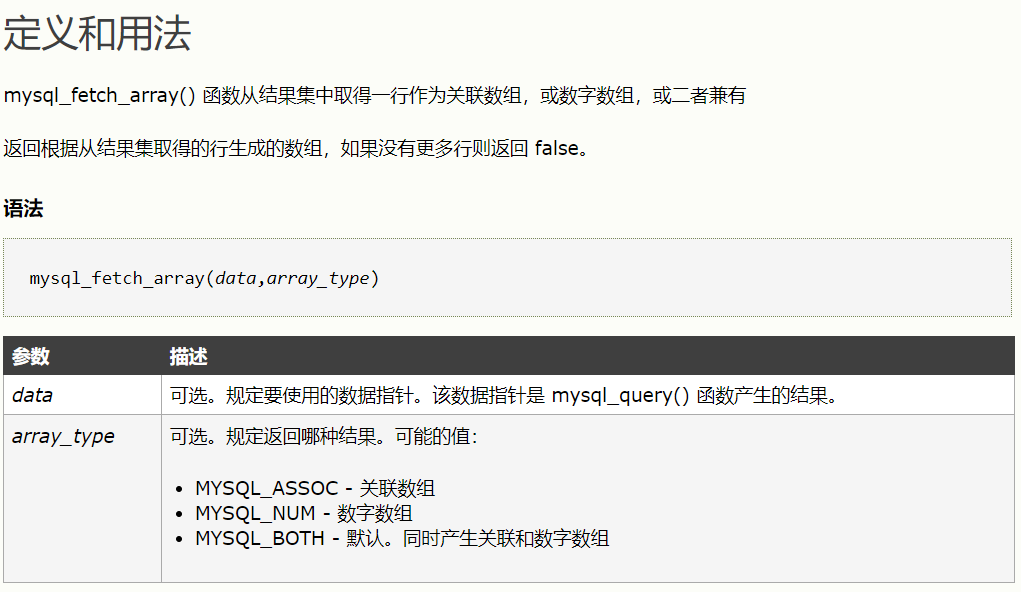 定义和用法
mysql_fetch_array() 函数从结果集中取得一行作为关联数组，或数字数组，或二者兼有
返回根据从结果集取得的行生成的数组，如果没有更多行则返回 false。
语法
mysql_fetch_array(data,array_type)
参数 描述
data 可选。规定要使用的数据指针。该数据指针是 mysql_query() 函数产生的结果。
array_type 可选。规定返回哪种结果。可能的值：
• MYSQL_ASSOC - 关联数组
• MYSQL_NUM - 数字数组
• MYSQL_BOTH - 默认。同时产生关联和数字数组